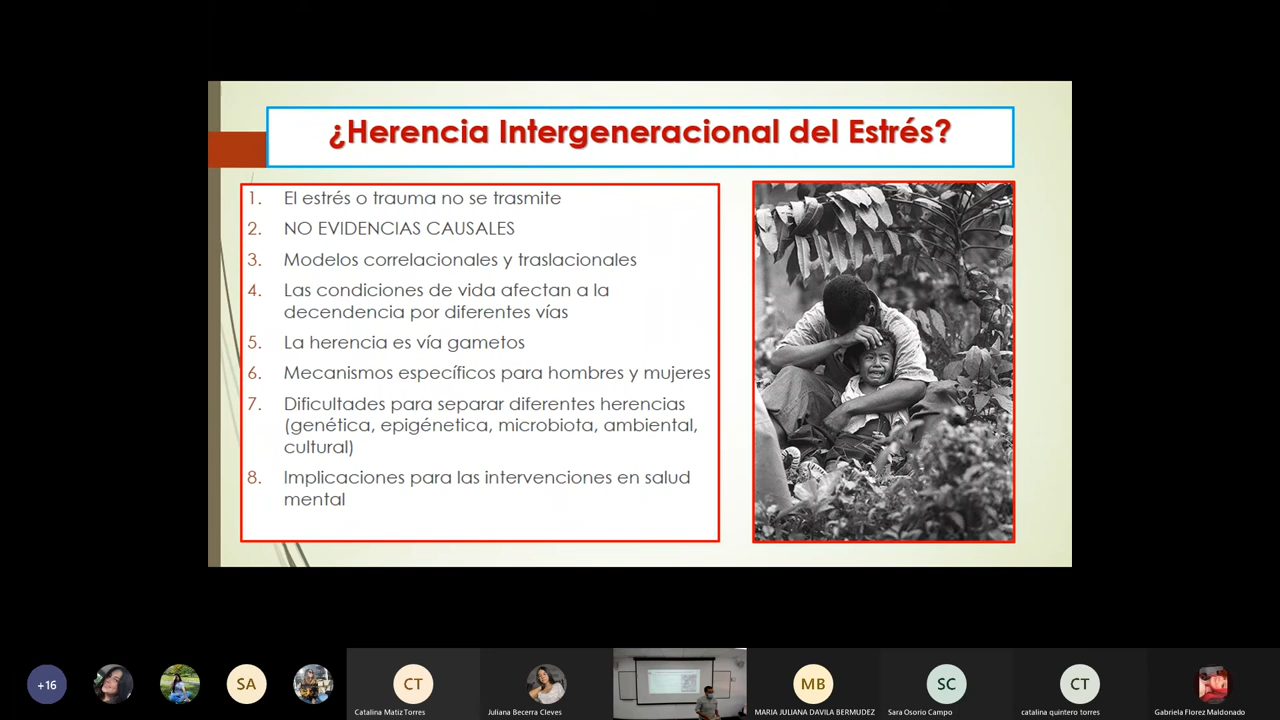 ¿Herencia Intergeneracional del Estrés?
1. El estrés o trauma no se trasmite
2. NO EVIDENCIAS CAUSALES
3. Modelos correlacionales y traslacionales
4. Las condiciones de vida afectan a la
decendencia por diferentes vías
5. La herencia es vía gametos
6. Mecanismos específicos para hombres y mujeres
7. Dificultades para separar diferentes herencias
(genética, epigénetica, microbiota, ambiental,
cultural)
8. Implicaciones para las intervenciones en salud
mental
+16
SA
CT
MB
SC
CT
Catalina Matiz Torres
Juliana Becerra Cleves
MARIA JULIANA DAVILA BERMUDEZ
Sara Osorio Campo
catalina quintero torres
Gabriela Florez Maldonado